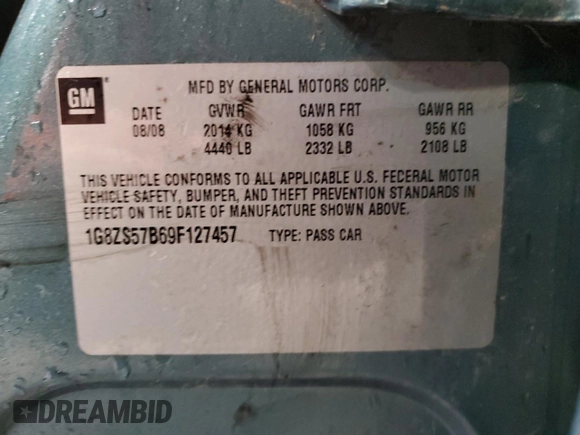 GM
MFD BY GENERAL MOTORS CORP.
DATE GVWR GAWR FRT GAWR RR
08/08 2014 KG 1058 KG 956 KG
4440 LB 2332 LB 2108 LB
THIS VEHICLE CONFORMS TO ALL APPLICABLE U.S. FEDERAL MOTOR
VEHICLE SAFETY, BUMPER, AND THEFT PREVENTION STANDARDS IN
EFFECT ON THE DATE OF MANUFACTURE SHOWN ABOVE.
1G8ZS57B69F127457 TYPE: PASS CAR
DREAMBID